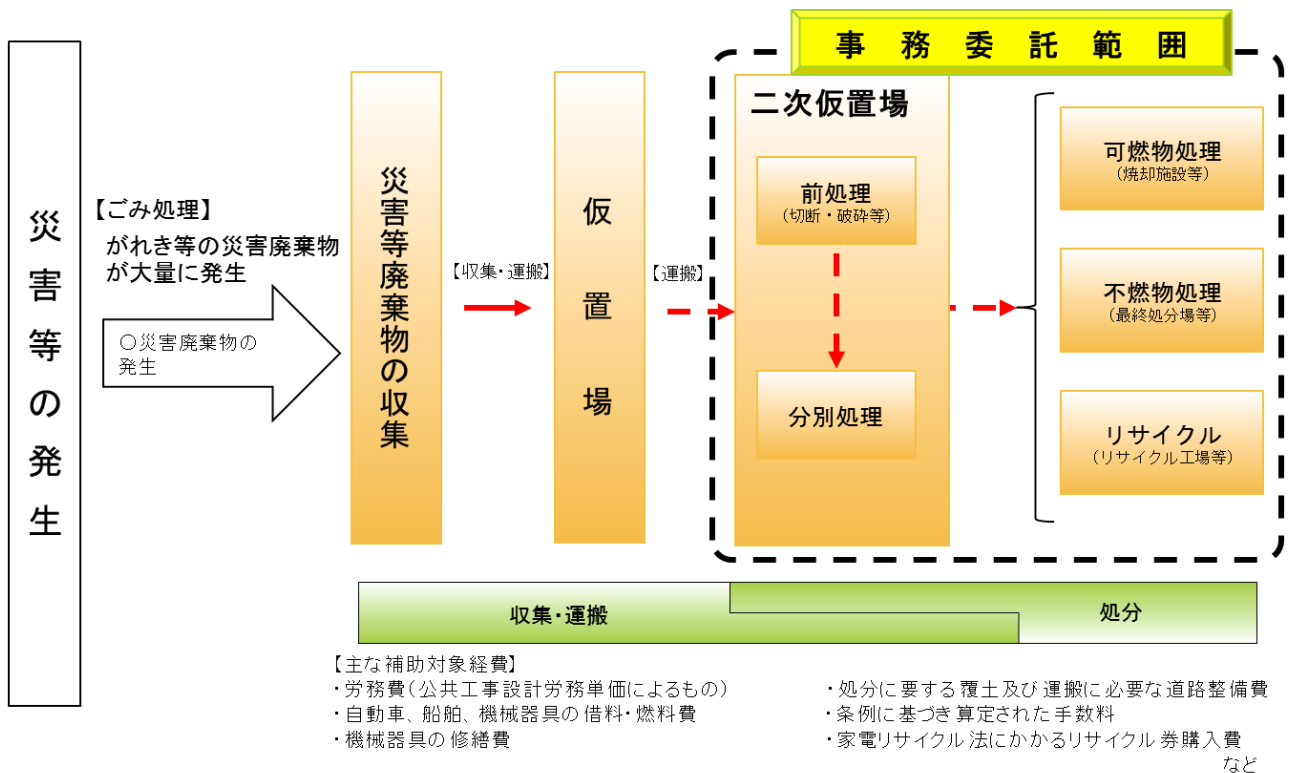 事務委託範囲
災害等の発生
【ごみ処理】
がれき等の災害廃棄物
が大量に発生
○災害廃棄物の
発生
災害等廃棄物の収集
【収集・運搬】
仮置場
【運搬】
二次仮置場
前処理
(切断・破砕等)
分別処理
可燃物処理
(焼却施設等)
不燃物処理
(最終処分場等)
リサイクル
(リサイクル工場等)
収集・運搬
処分
【主な補助対象経費】
・労務費(公共工事設計労務単価によるもの)
・自動車、船舶、機械器具の借料・燃料費
・機械器具の修繕費
・処分に要する覆土及び運搬に必要な道路整備費
・条例に基づき算定された手数料
・家電リサイクル法にかかるリサイクル券購入費
など